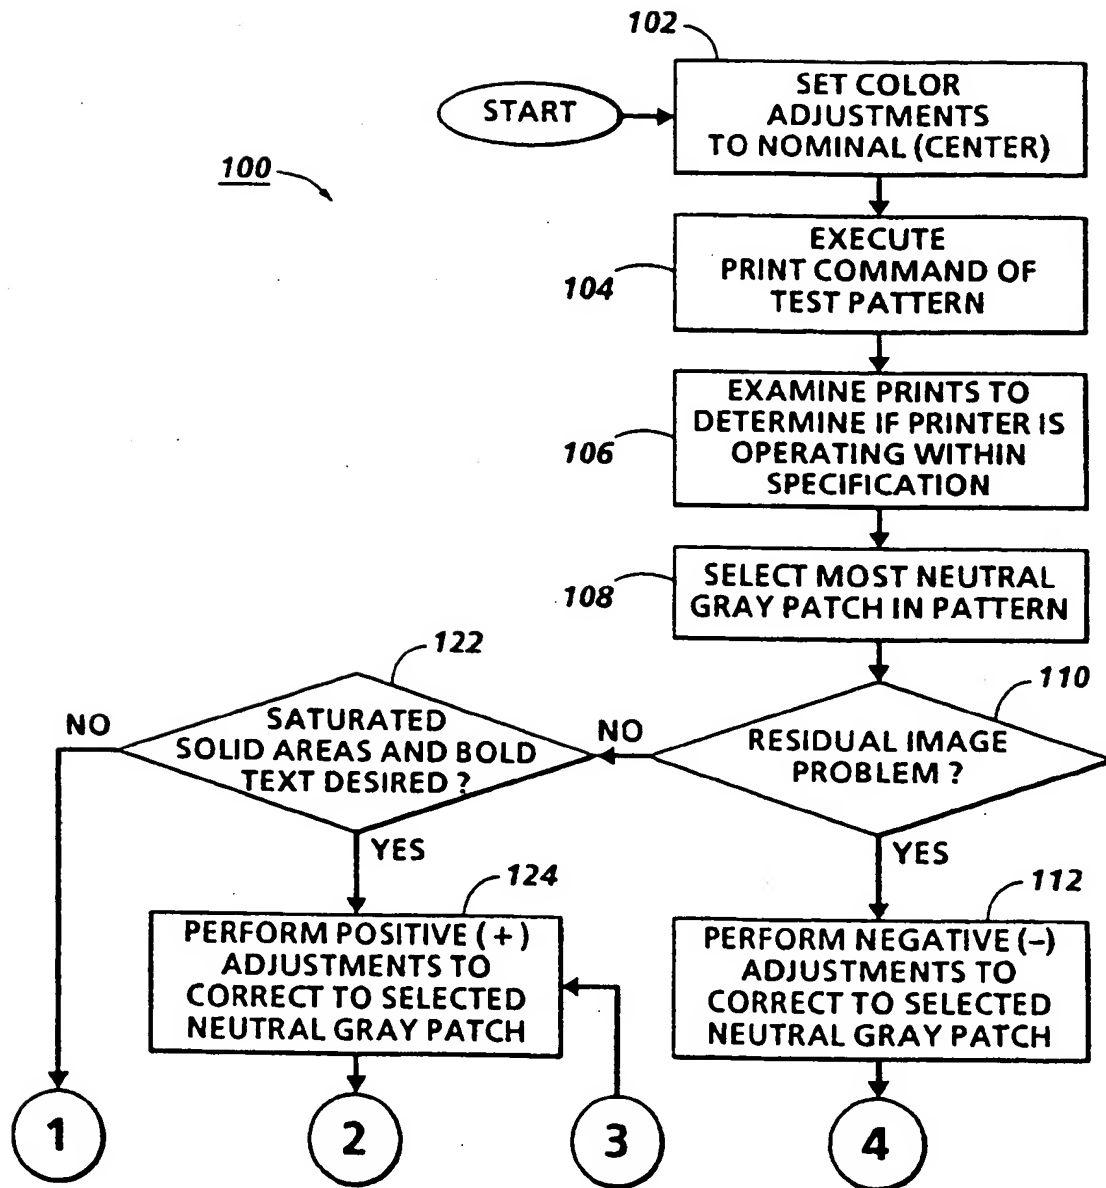 102
START
SET COLOR
ADJUSTMENTS
TO NOMINAL (CENTER)
100
104
EXECUTE
PRINT COMMAND OF
TEST PATTERN
106
EXAMINE PRINTS TO
DETERMINE IF PRINTER IS
OPERATING WITHIN
SPECIFICATION
108
SELECT MOST NEUTRAL
GRAY PATCH IN PATTERN
122
110
NO
SATURATED
SOLID AREAS AND BOLD
TEXT DESIRED ?
NO
RESIDUAL IMAGE
PROBLEM ?
YES
YES
124
112
PERFORM POSITIVE (+)
ADJUSTMENTS TO
CORRECT TO SELECTED
NEUTRAL GRAY PATCH
PERFORM NEGATIVE (–)
ADJUSTMENTS TO
CORRECT TO SELECTED
NEUTRAL GRAY PATCH
1
2
3
4